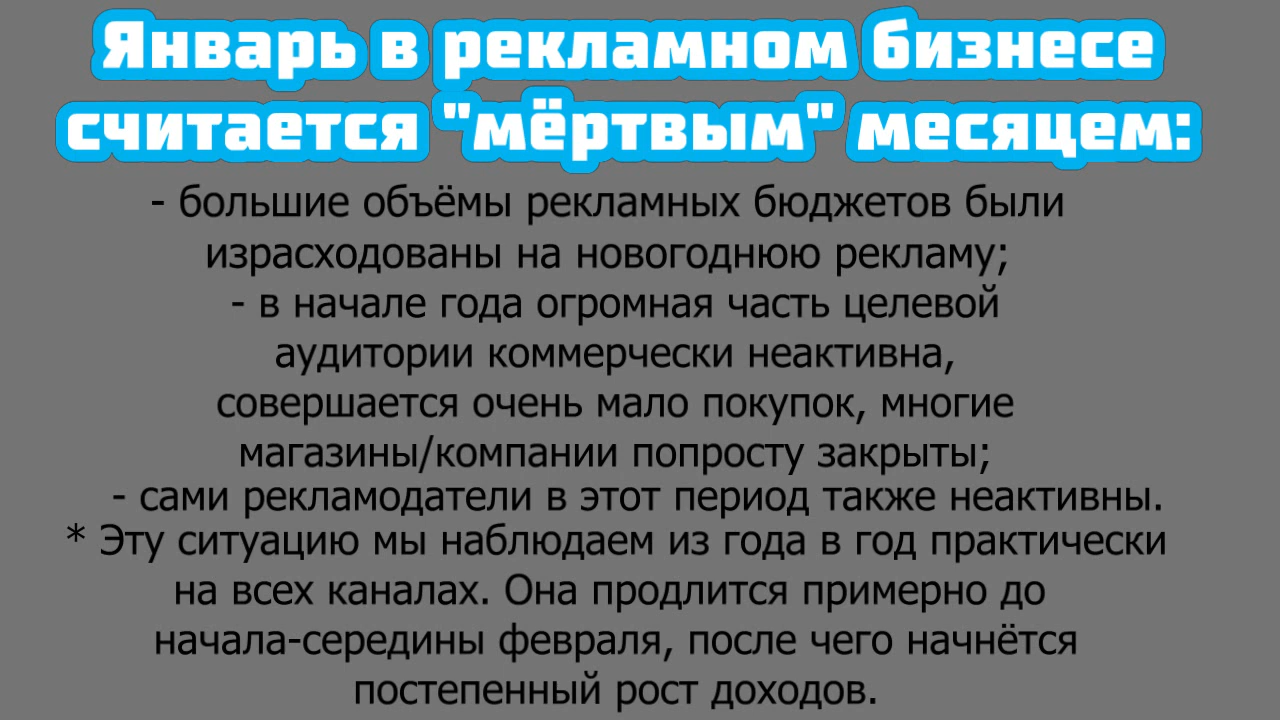 Январь в рекламном бизнесе
считается "мёртвым" месяцем:
- большие объёмы рекламных бюджетов были
израсходованы на новогоднюю рекламу;
- в начале года огромная часть целевой
аудитории коммерчески неактивна,
совершается очень мало покупок, многие
магазины/компании попросту закрыты;
- сами рекламодатели в этот период также неактивны.
* Эту ситуацию мы наблюдаем из года в год практически
на всех каналах. Она продлится примерно до
начала-середины февраля, после чего начнётся
постепенный рост доходов.